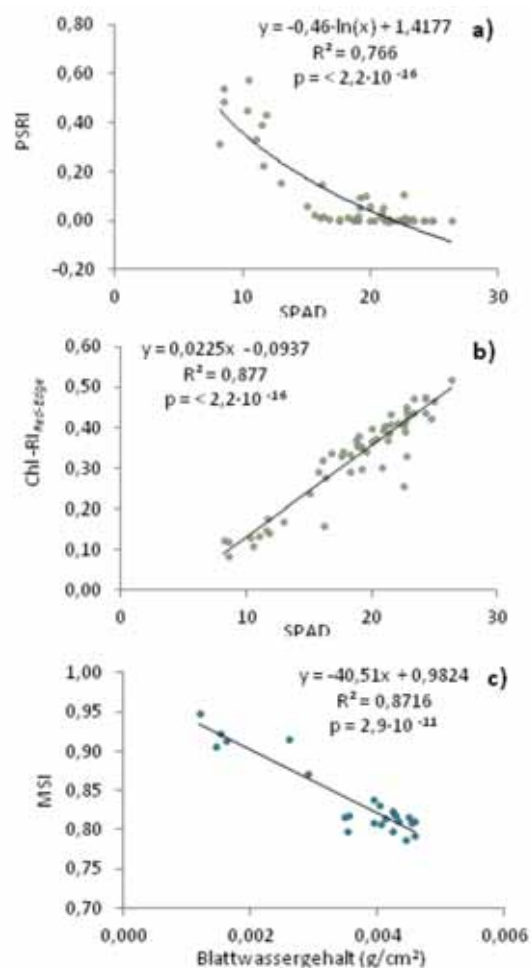 y = -0,46·ln(x) + 1,4177
a)
R² = 0,766
p = < 2,2·10 -16
PSRI
0,80
0,60
0,40
0,20
0,00
-0,20
0
10
20
30
SPAD
y = 0,0225x - 0,0937
b)
R² = 0,877
p = < 2,2·10 -16
Chl-RI Red-Edge
0,60
0,50
0,40
0,30
0,20
0,10
0,00
0
10
20
30
SPAD
y = -40,51x + 0,9824
c)
R² = 0,8716
p = 2,9·10 -11
MSI
1,00
0,95
0,90
0,85
0,80
0,75
0,70
0,000
0,002
0,004
0,006
Blattwassergehalt (g/cm²)